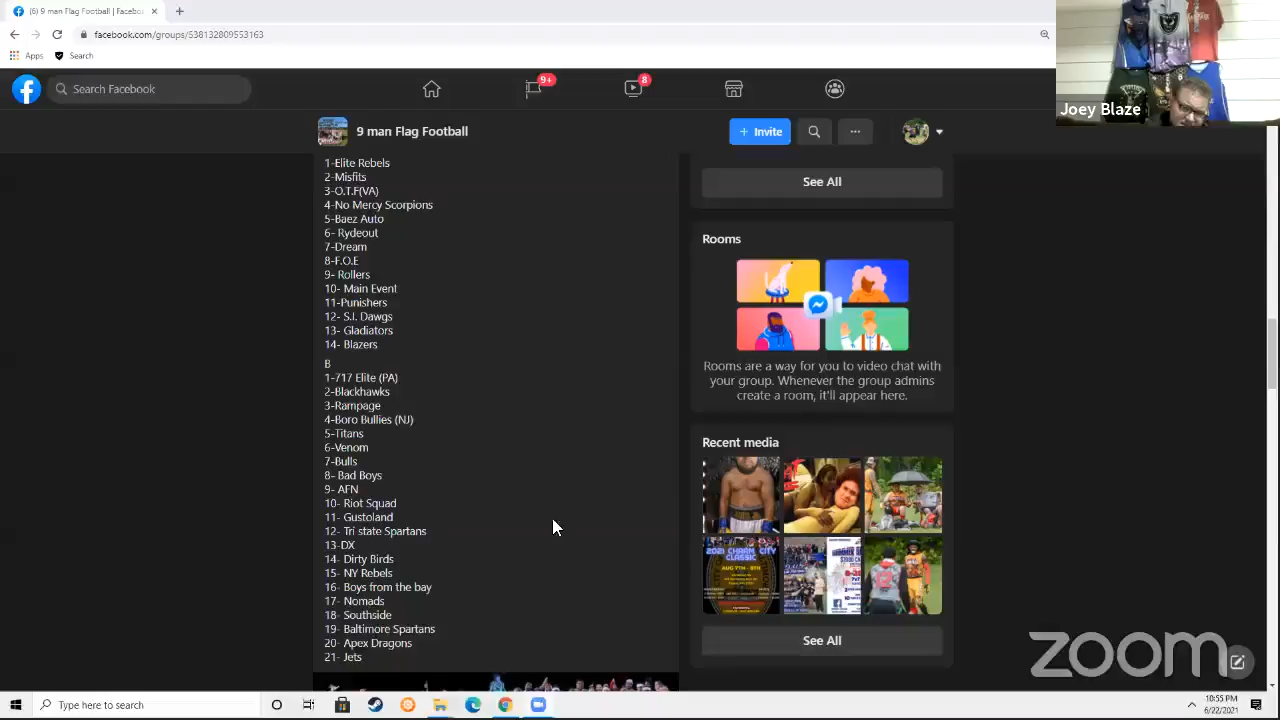 (6) 9 man Flag Football | Faceboo
facebook.com/groups/538132809553163
Apps
Search
Search Facebook
9+
8
9 man Flag Football
+ Invite
Joey Blaze
1-Elite Rebels
2-Misfits
3-O.T.F(VA)
4-No Mercy Scorpions
5-Baez Auto
6- Rydeout
7-Dream
8-F.O.E
9- Rollers
10- Main Event
11-Punishers
12- S.I. Dawgs
13- Gladiators
14- Blazers
B
1-717 Elite (PA)
2-Blackhawks
3-Rampage
4-Boro Bullies (NJ)
5-Titans
6-Venom
7-Bulls
8- Bad Boys
9- AFN
10- Riot Squad
11- Gustoland
12- Tri state Spartans
13-DX
14- Dirty Birds
15- NY Rebels
16- Boys from the bay
17- Nomads
18- Southside
19- Baltimore Spartans
20- Apex Dragons
21- Jets
See All
Rooms
Rooms are a way for you to video chat with
your group. Whenever the group admins
create a room, it'll appear here.
Recent media
2021 CHARM CITY
CLASSIC
AUG 7TH - 8TH
See All
zoom
Type here to search
10:55 PM
6/22/2021